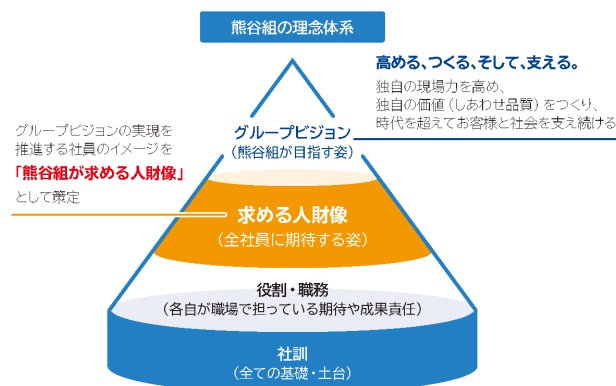 熊谷組の理念体系
高める、つくる、そして、支える。
独自の現場力を高め、
独自の価値（しあわせ品質）をつくり、
時代を超えてお客様と社会を支え続ける
グループビジョン
（熊谷組が目指す姿）
グループビジョンの実現を
推進する社員のイメージを
「熊谷組が求める人財像」
として策定
求める人財像
（全社員に期待する姿）
役割・職務
（各自が職場で担っている期待や成果責任）
社訓
（全ての基礎・土台）